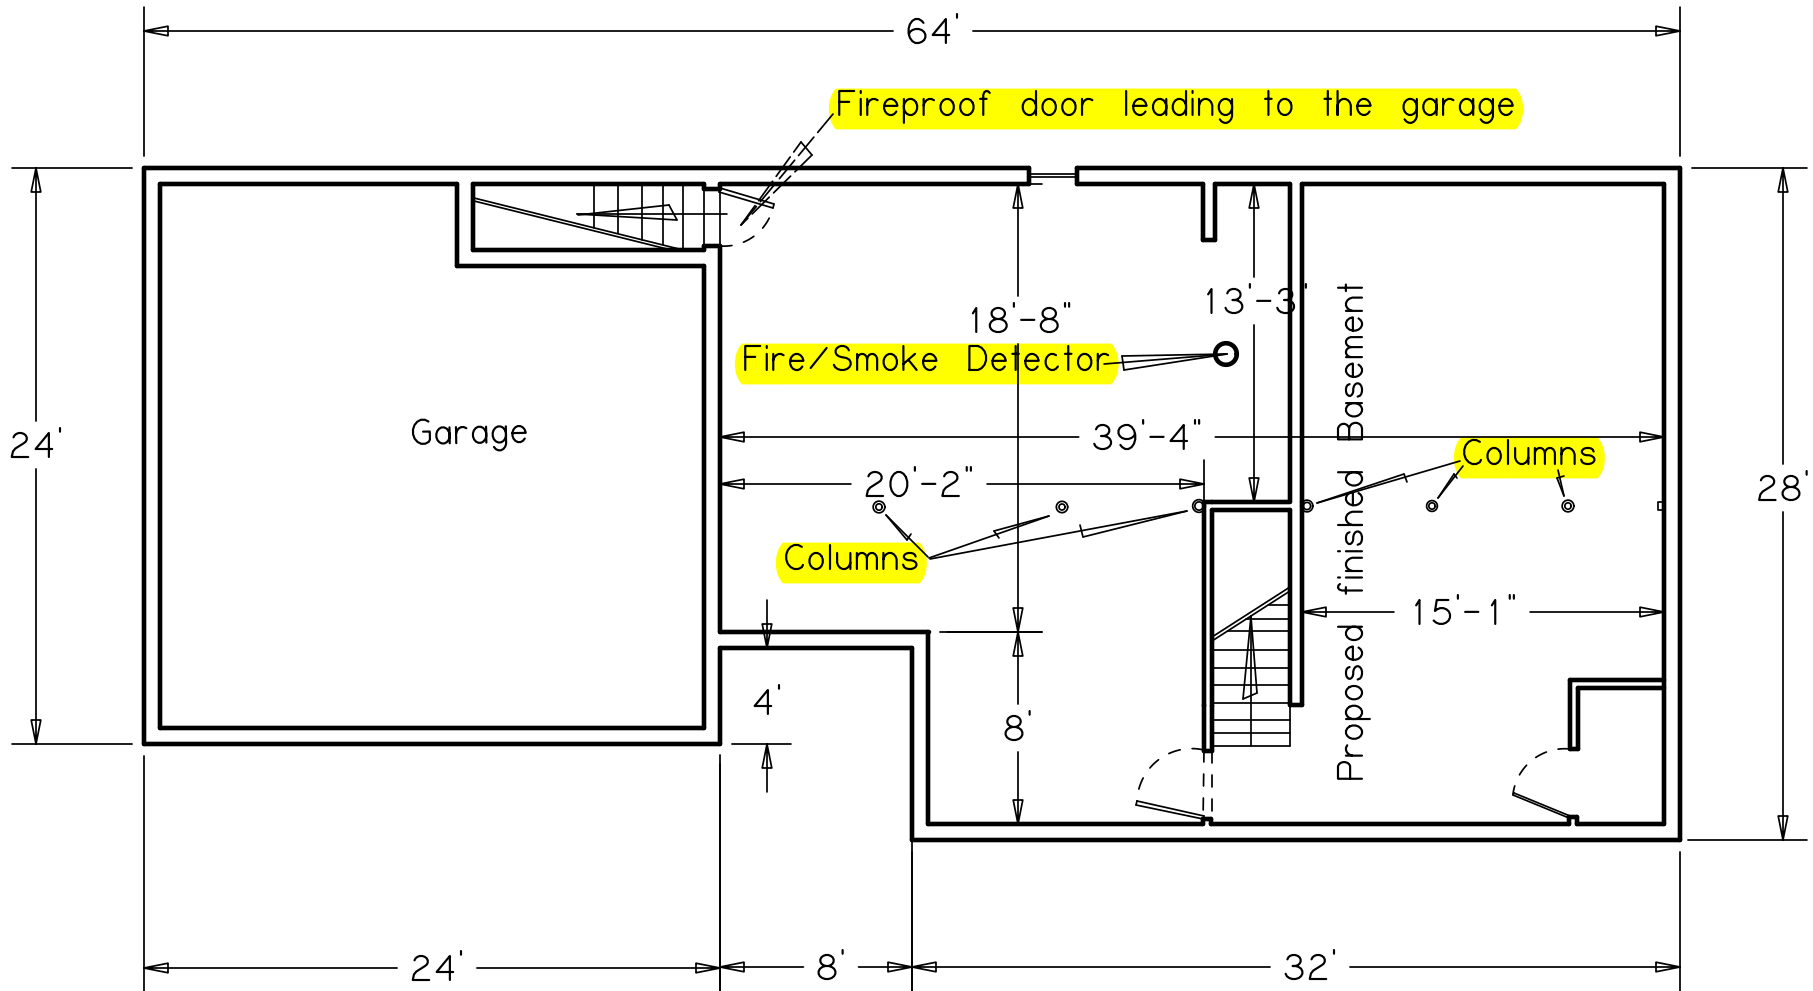 64'
Fireproof door leading to the garage
13'-3"
18'-8"
Fire/Smoke Detector
Garage
24'
39'-4"
Columns
20'-2"
28'
Columns
Proposed finished Basement
15'-1"
4'
8'
24'
8'
32'